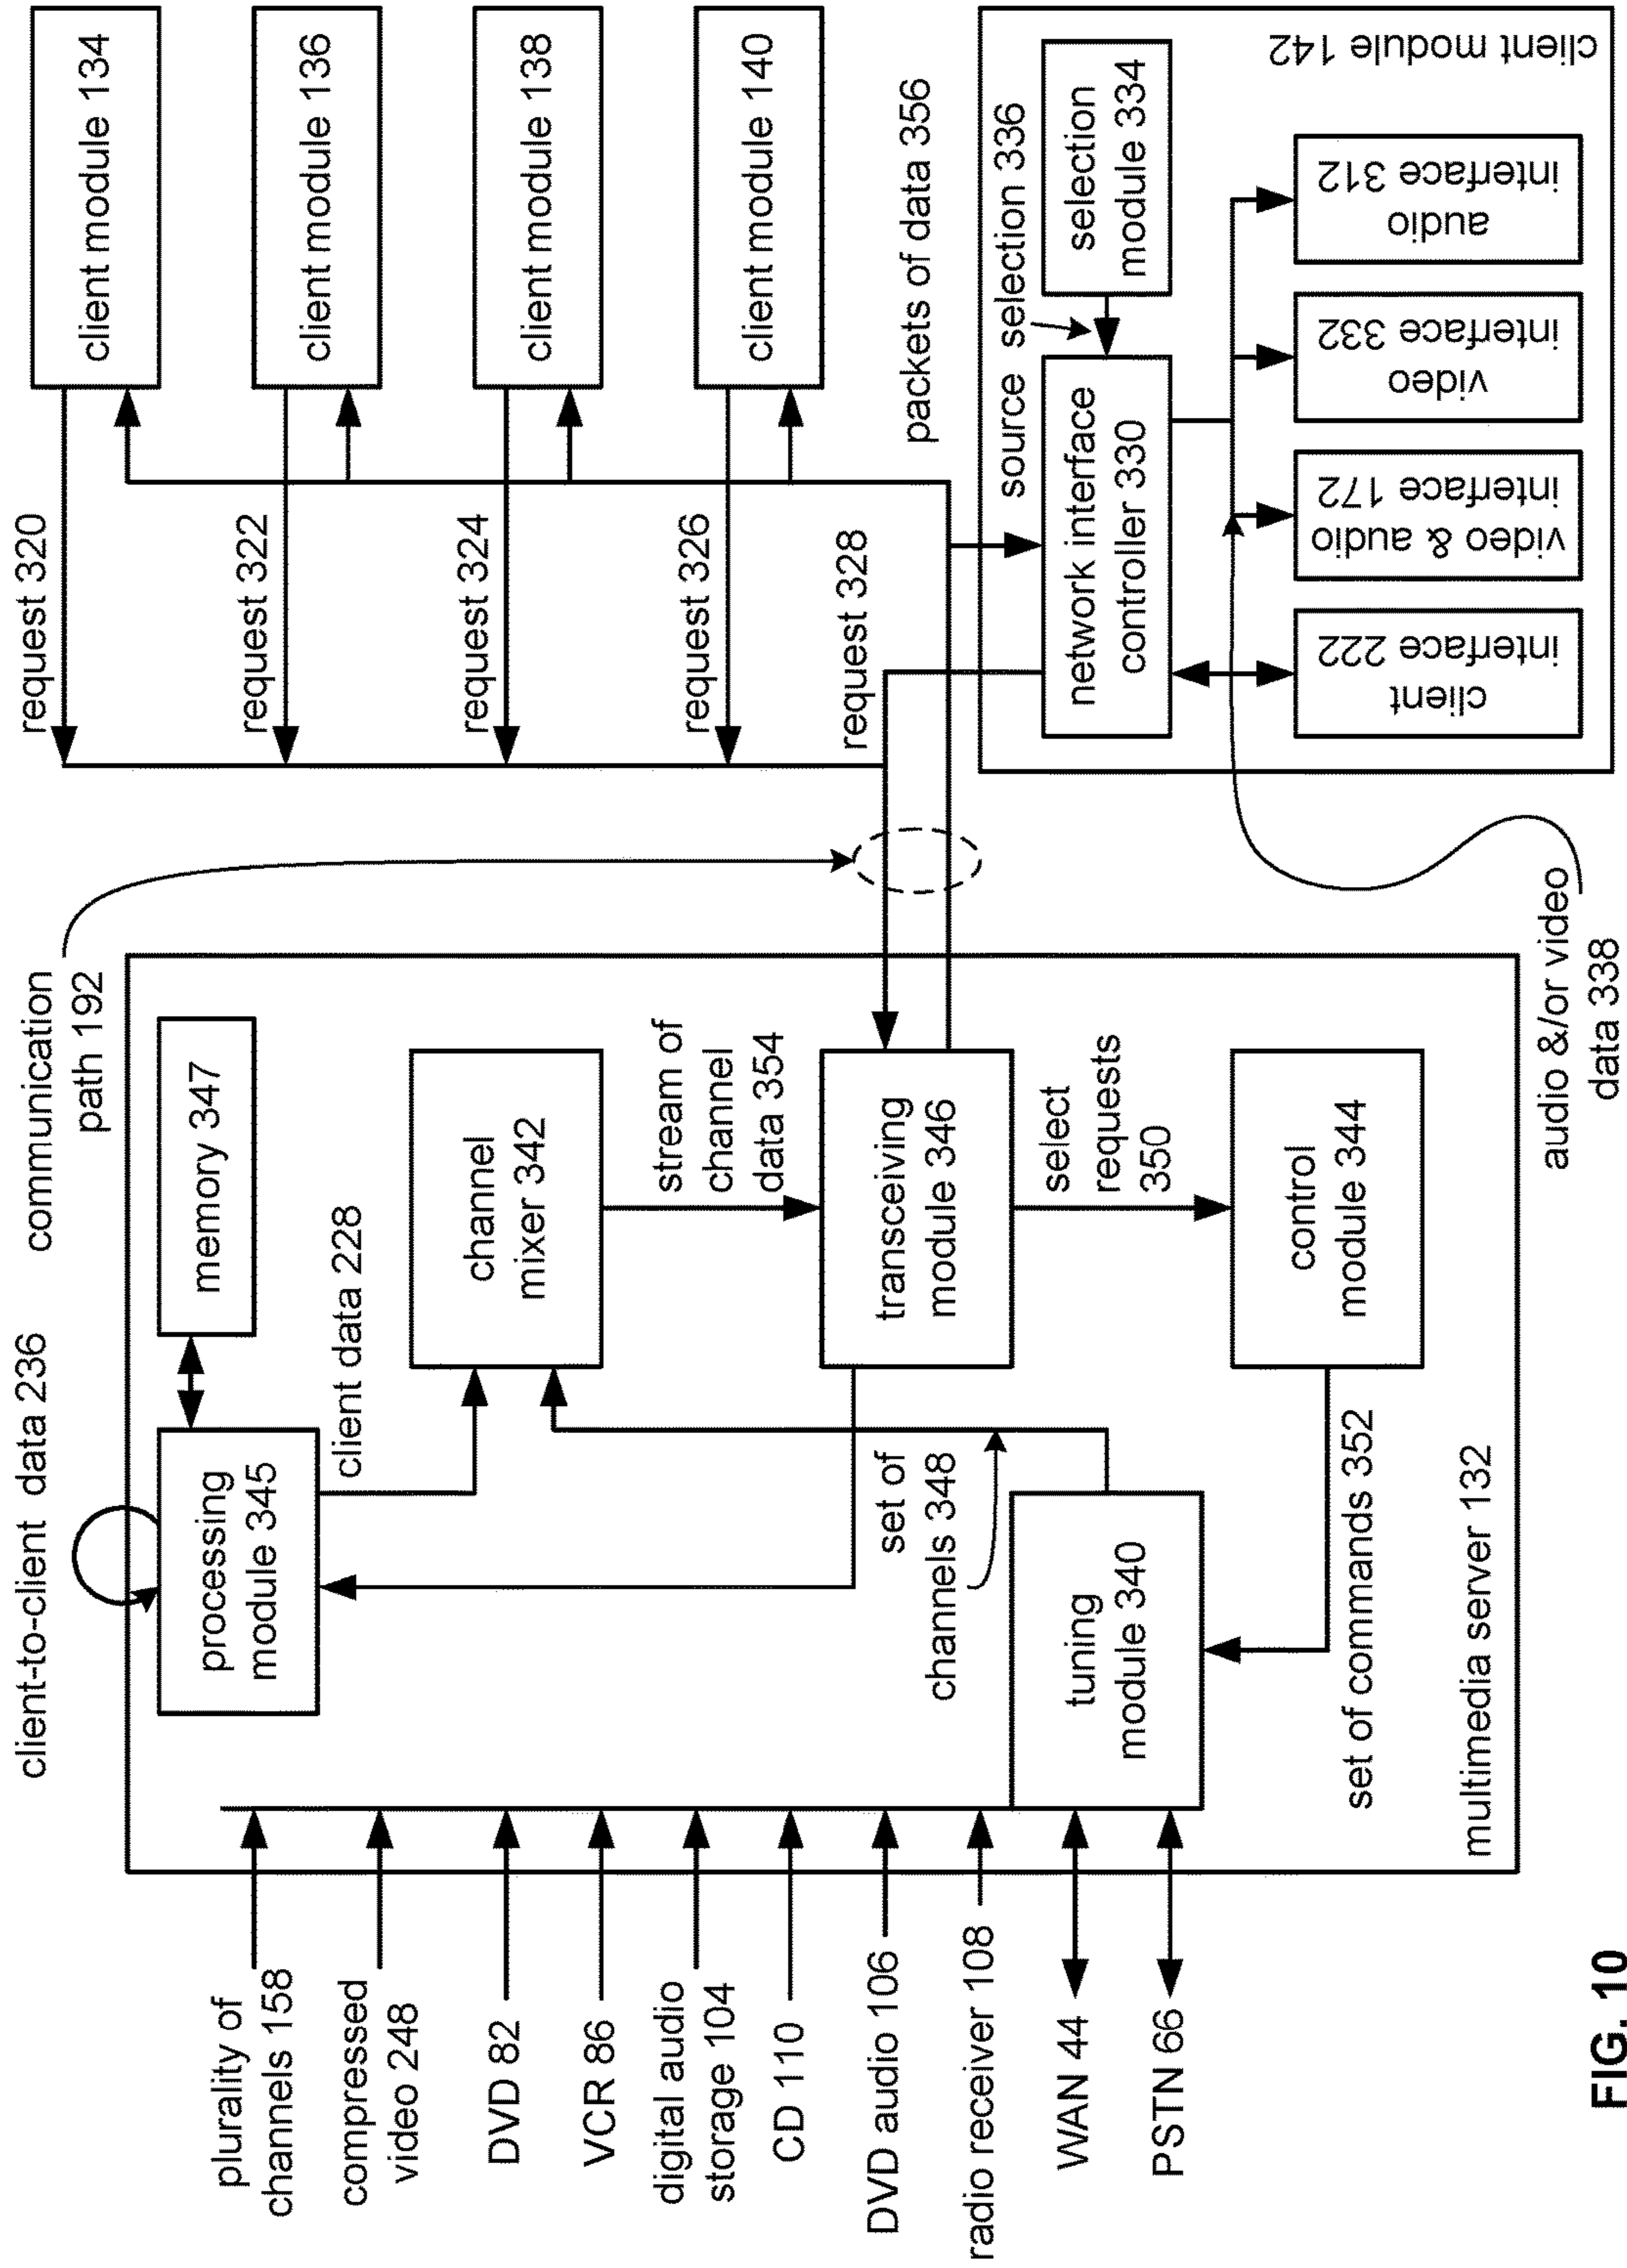 client-to-client data 236
communication
path 192
processing
module 345
memory 347
client data 228
channel
mixer 342
stream of
channel
data 354
set of
channels 348
transceiving
module 346
select
requests
350
tuning
module 340
control
module 344
set of commands 352
multimedia server 132
plurality of
channels 158
compressed
video 248
DVD 82
VCR 86
digital audio
storage 104
CD 110
DVD audio 106
radio receiver 108
WAN 44
PSTN 66
request 320
client module 134
request 322
client module 136
request 324
client module 138
request 326
client module 140
request 328
packets of data 356
source selection 336
network interface
controller 330
selection
module 334
client
interface 222
video & audio
interface 172
video
interface 332
audio
interface 312
client module 142
audio &/or video
data 338
FIG. 10